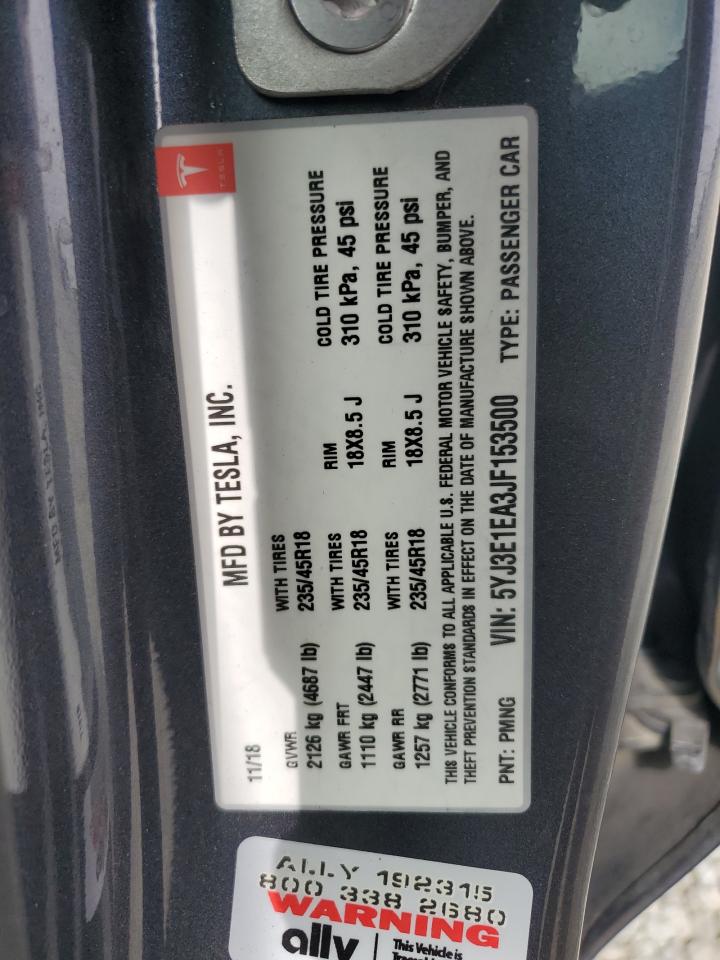 TESLA
MFD BY TESLA, INC.
11/18
GVWR
2126 kg (4687 lb)
WITH TIRES
235/45R18
RIM
18X8.5 J
COLD TIRE PRESSURE
310 kPa, 45 psi
GAWR FRT
1110 kg (2447 lb)
WITH TIRES
235/45R18
RIM
18X8.5 J
COLD TIRE PRESSURE
310 kPa, 45 psi
GAWR RR
1257 kg (2771 lb)
WITH TIRES
235/45R18
THIS VEHICLE CONFORMS TO ALL APPLICABLE U.S. FEDERAL MOTOR VEHICLE SAFETY, BUMPER, AND
THEFT PREVENTION STANDARDS IN EFFECT ON THE DATE OF MANUFACTURE SHOWN ABOVE.
PNT: PMNG VIN: 5YJ3E1EA3JF153500 TYPE: PASSENGER CAR
ALLY 192315
800 338 2680
WARNING
ally
This Vehicle is